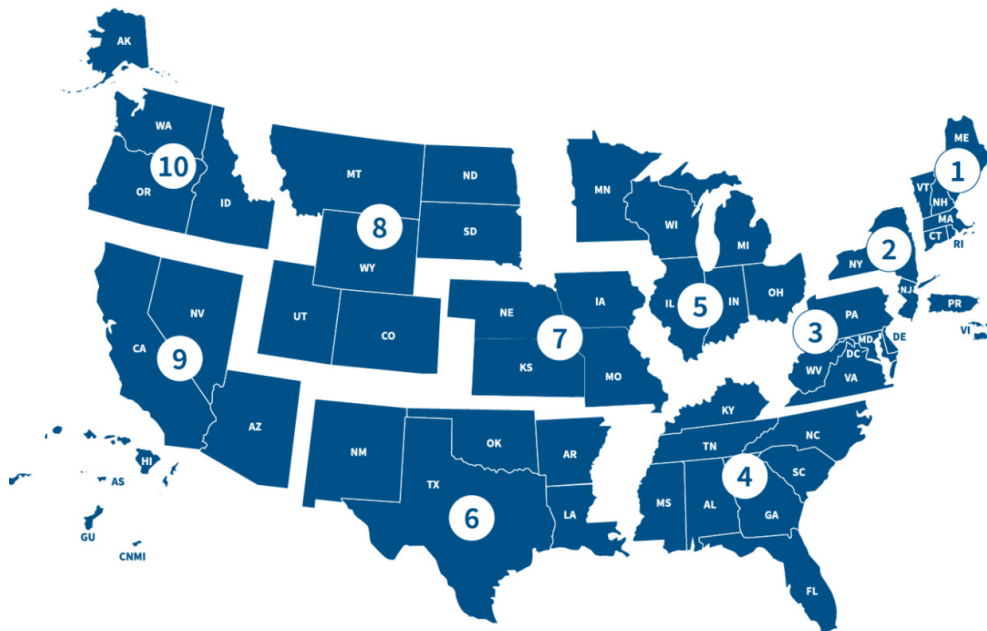 AK
WA
10
OR
ID
MT
ND
8
SD
WY
MN
WI
MI
ME
1
VT
NH
MA
CT
RI
2
NY
NJ
PR
VI
UT
CO
NE
IA
7
KS
MO
IL
5
IN
OH
3
PA
MD
DE
DC
WV
VA
NV
CA
9
AZ
NM
OK
TX
6
AR
LA
KY
TN
NC
4
SC
MS
AL
GA
FL
HI
AS
GU
CNMI